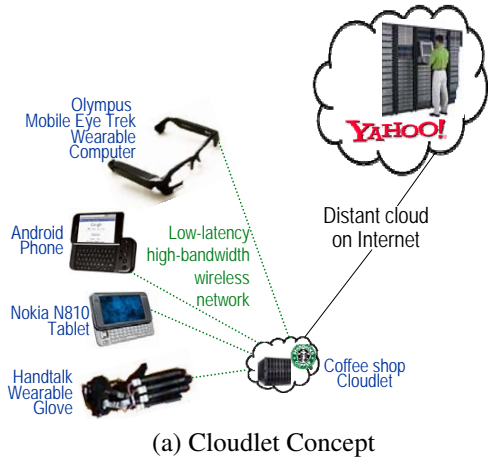 Olympus
Mobile Eye Trek
Wearable
Computer
YAHOO!
Android
Phone
Low-latency
high-bandwidth
wireless
network
Distant cloud
on Internet
Nokia N810
Tablet
Handtalk
Wearable
Glove
Coffee shop
Cloudlet
(a) Cloudlet Concept